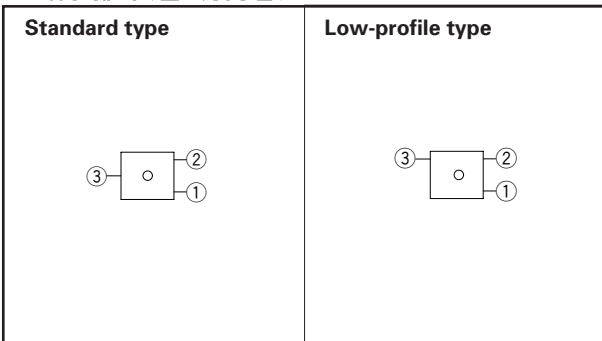 Standard type
Low-profile type
③ ②
①
③ ②
①